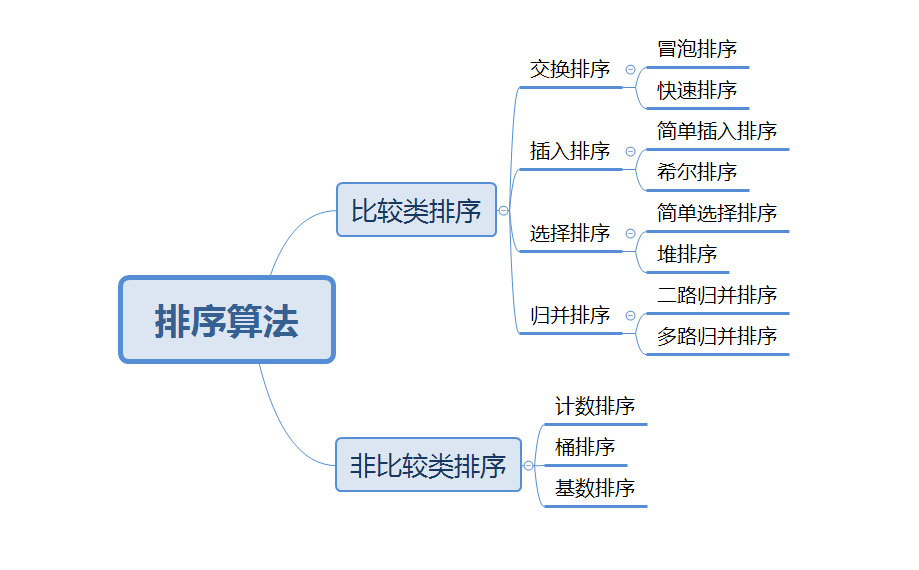 排序算法
比较类排序
交换排序
冒泡排序
快速排序
插入排序
简单插入排序
希尔排序
选择排序
简单选择排序
堆排序
归并排序
二路归并排序
多路归并排序
非比较类排序
计数排序
桶排序
基数排序